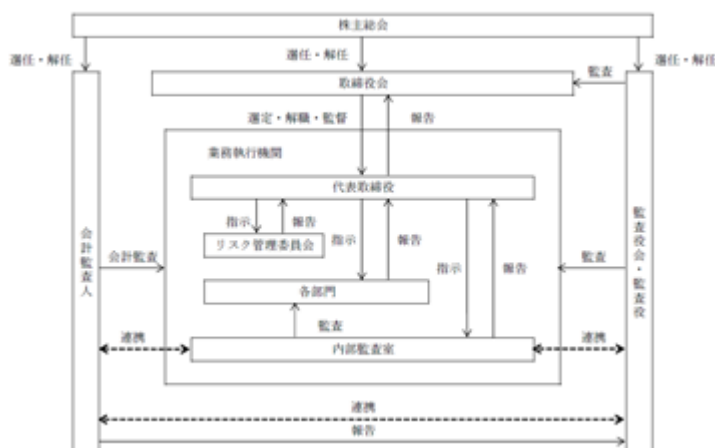 株主総会
選任・解任
選任・解任
選任・解任
取締役会
監査
選定・解職・監督
報告
業務執行機関
代表取締役
指示
報告
リスク管理委員会
指示
報告
指示
報告
会計監査人
会計監査
監査
監査役会・監査役
各部門
監査
連携
内部監査室
連携
連携
報告